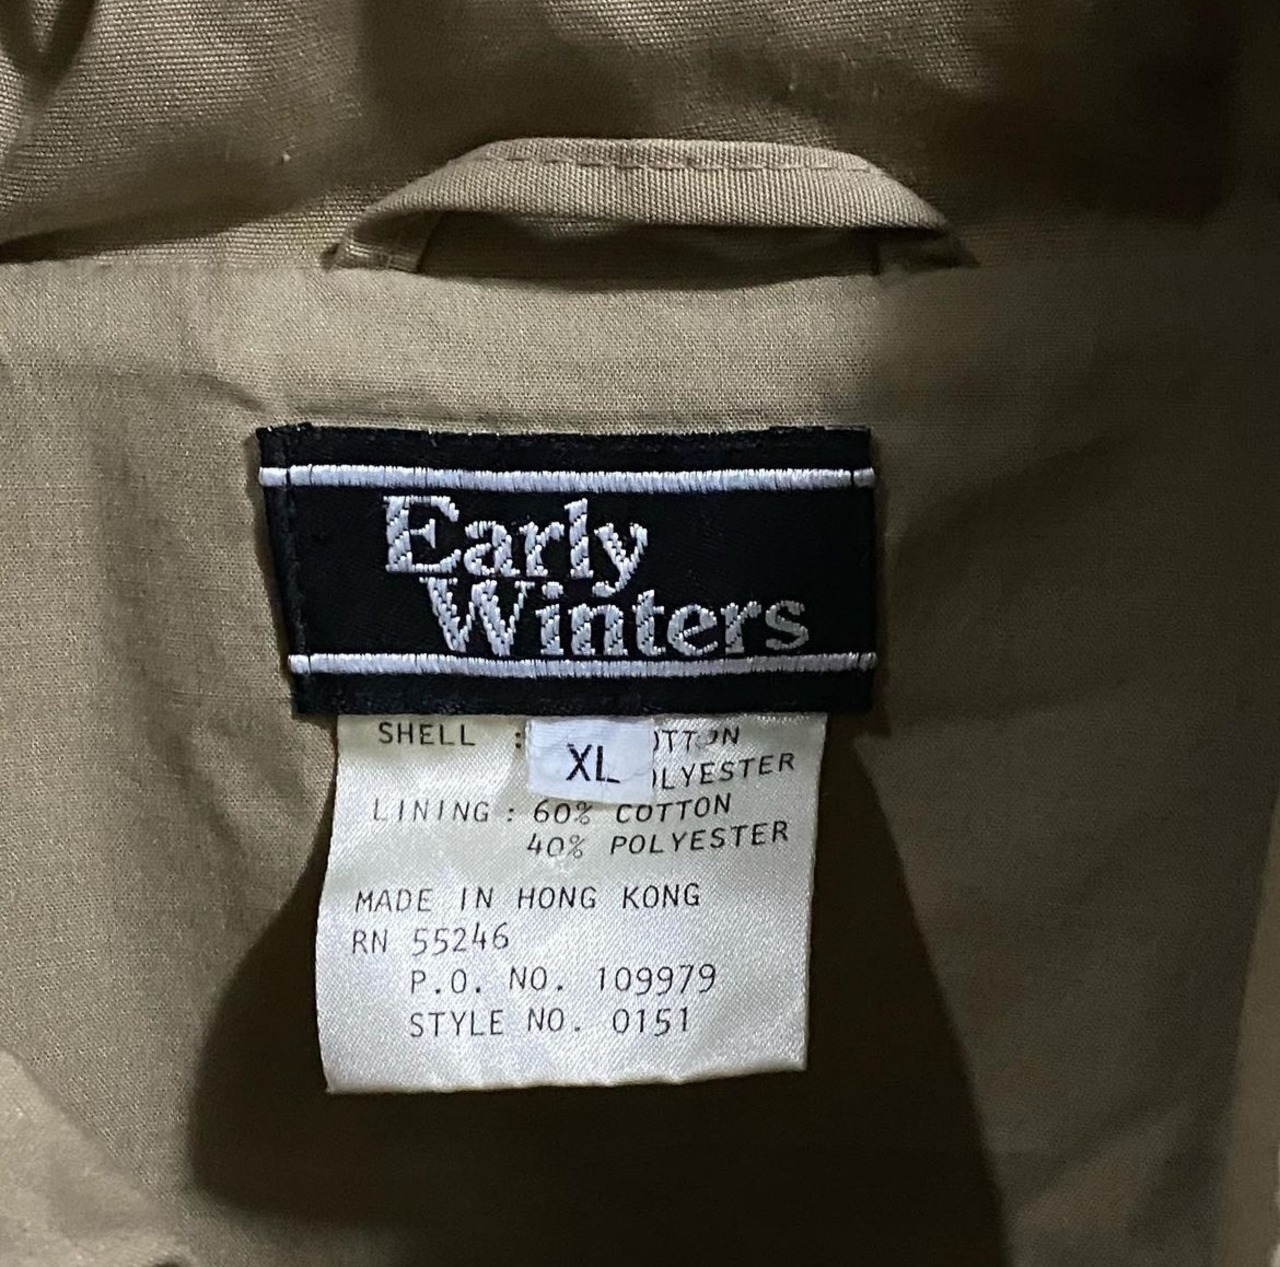 Early
Winters
XL
SHELL :
LINING : 60% COTTON
40% POLYESTER
MADE IN HONG KONG
RN 55246
P.O. NO. 109979
STYLE NO. 0151